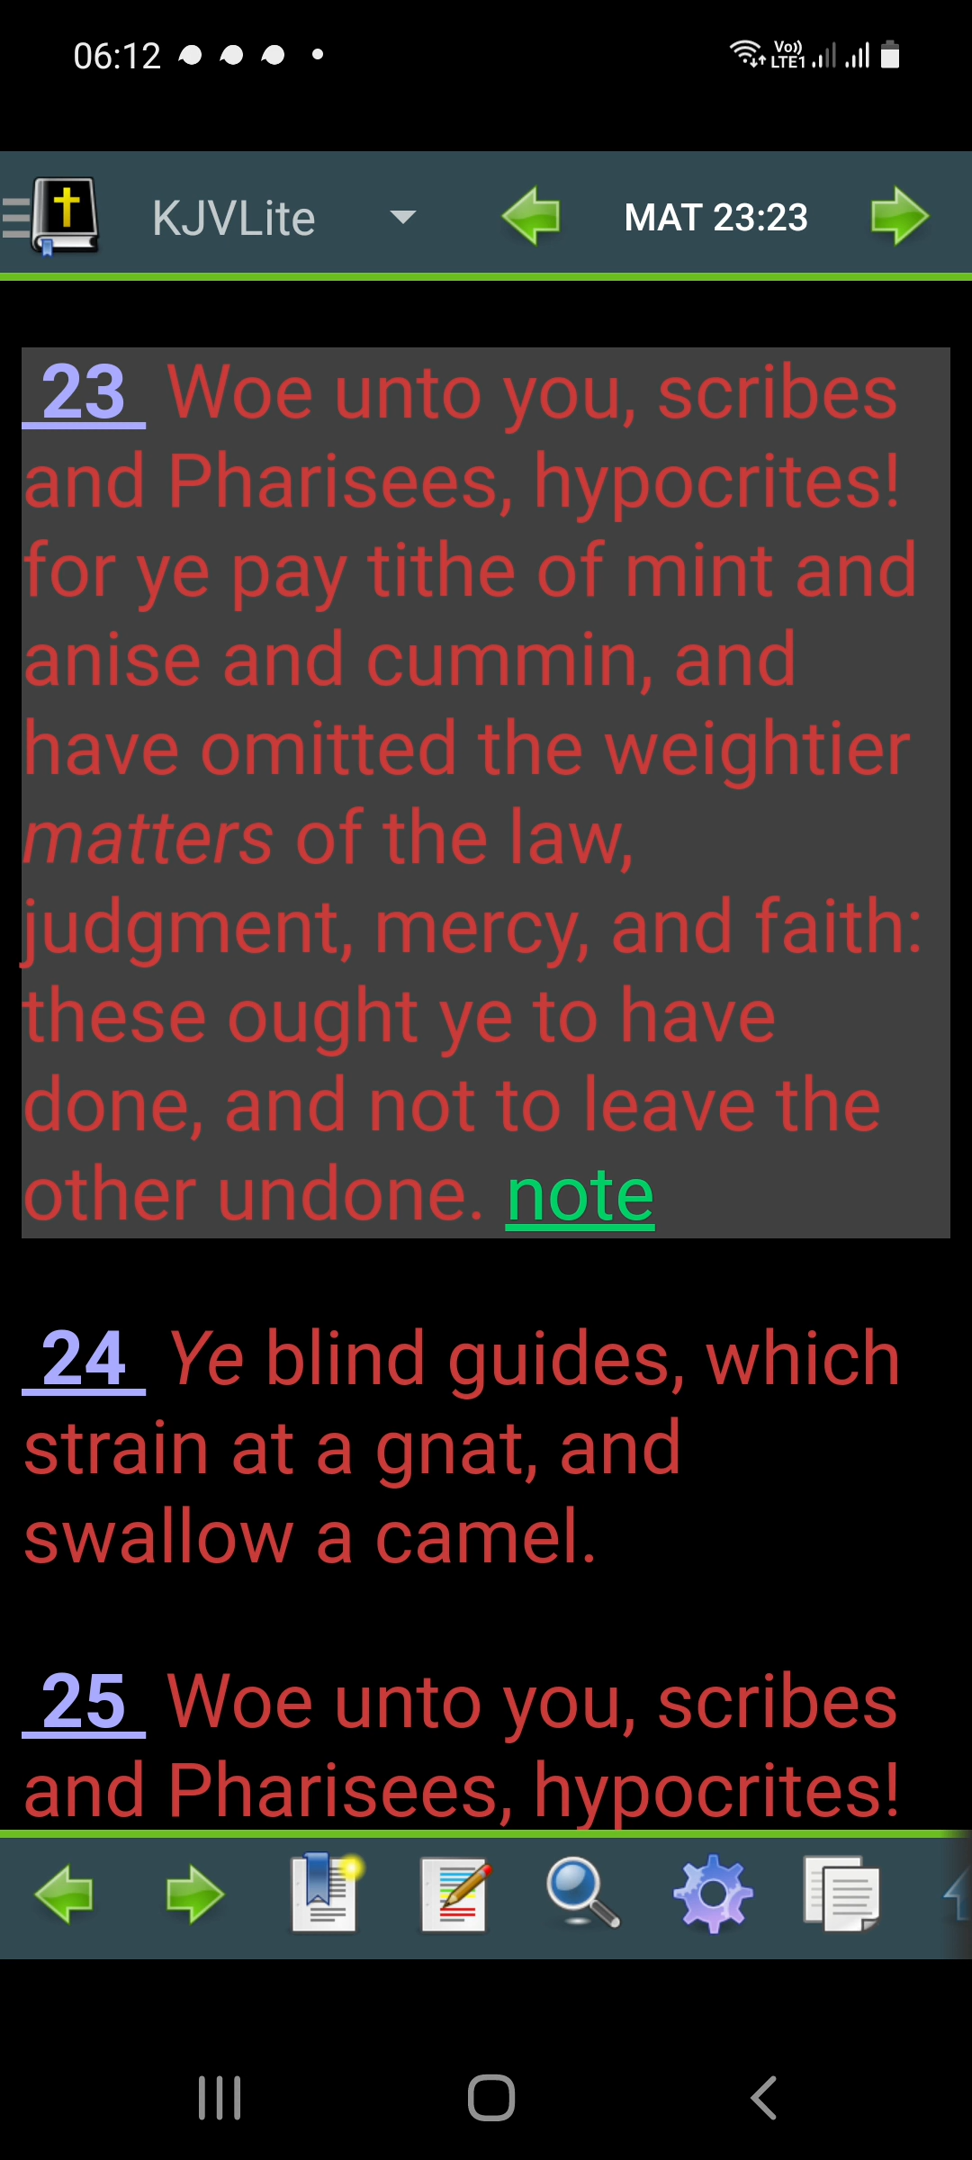 06:12
Vo))
LTE1
KJVLite
MAT 23:23
23 Woe unto you, scribes
and Pharisees, hypocrites!
for ye pay tithe of mint and
anise and cummin, and
have omitted the weightier
matters of the law,
judgment, mercy, and faith:
these ought ye to have
done, and not to leave the
other undone. note
24 Ye blind guides, which
strain at a gnat, and
swallow a camel.
25 Woe unto you, scribes
and Pharisees, hypocrites!